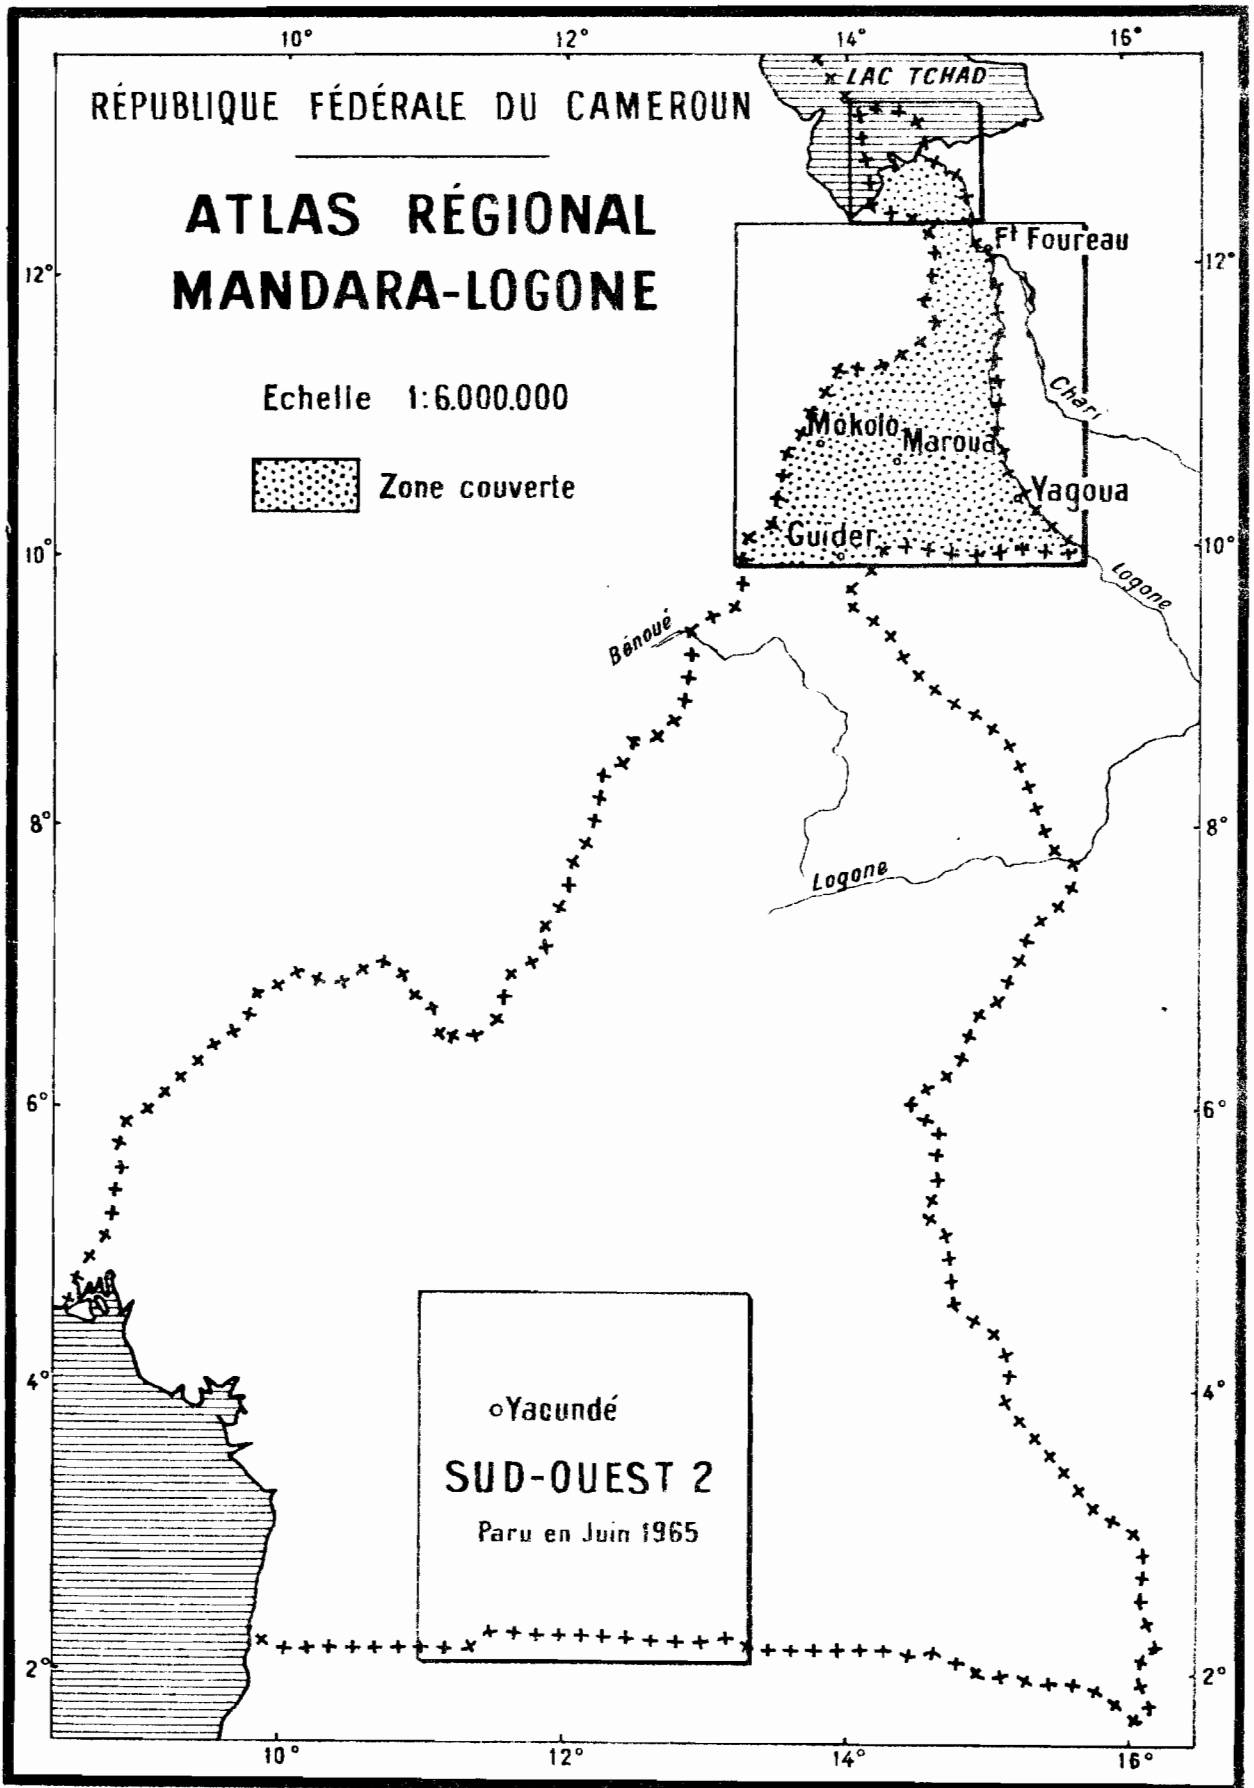 10° 12° 14° 16°
LAC TCHAD
RÉPUBLIQUE FÉDÉRALE DU CAMEROUN
ATLAS RÉGIONAL
MANDARA-LOGONE
Ft Foureau
12° 12°
Echelle 1:6.000.000
Chari
Mokolo
Maroua
Zone couverte
Yagoua
Guider
10° 10°
Logone
Bénoué
8° 8°
Logone
6° 6°
4° 4°
Yacundé
SUD-OUEST 2
Paru en Juin 1965
2° 2°
10° 12° 14° 16°